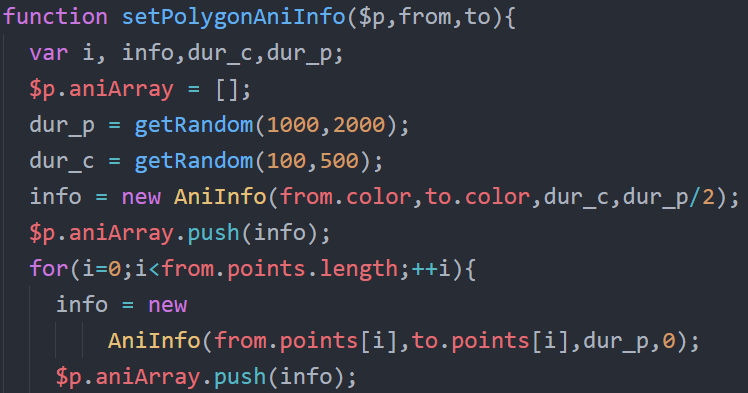 function setPolygonAniInfo($p,from,to){
var i, info,dur_c,dur_p;
$p.aniArray = [];
dur_p = getRandom(1000,2000);
dur_c = getRandom(100,500);
info = new AniInfo(from.color,to.color,dur_c,dur_p/2);
$p.aniArray.push(info);
for(i=0;i<from.points.length;++i){
info = new
AniInfo(from.points[i],to.points[i],dur_p,0);
$p.aniArray.push(info);